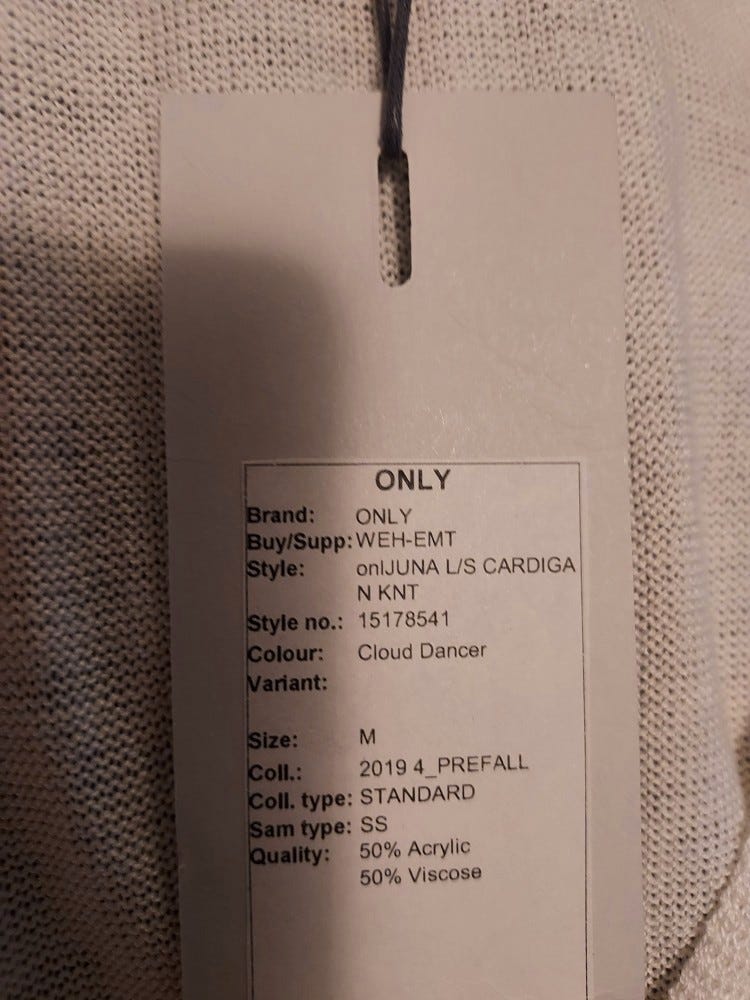 ONLY
Brand: ONLY
Buy/Supp: WEH-EMT
Style: onlJUNA L/S CARDIGA
N KNT
Style no.: 15178541
Colour: Cloud Dancer
Variant:
Size: M
Coll.: 2019 4_PREFALL
Coll. type: STANDARD
Sam type: SS
Quality: 50% Acrylic
50% Viscose